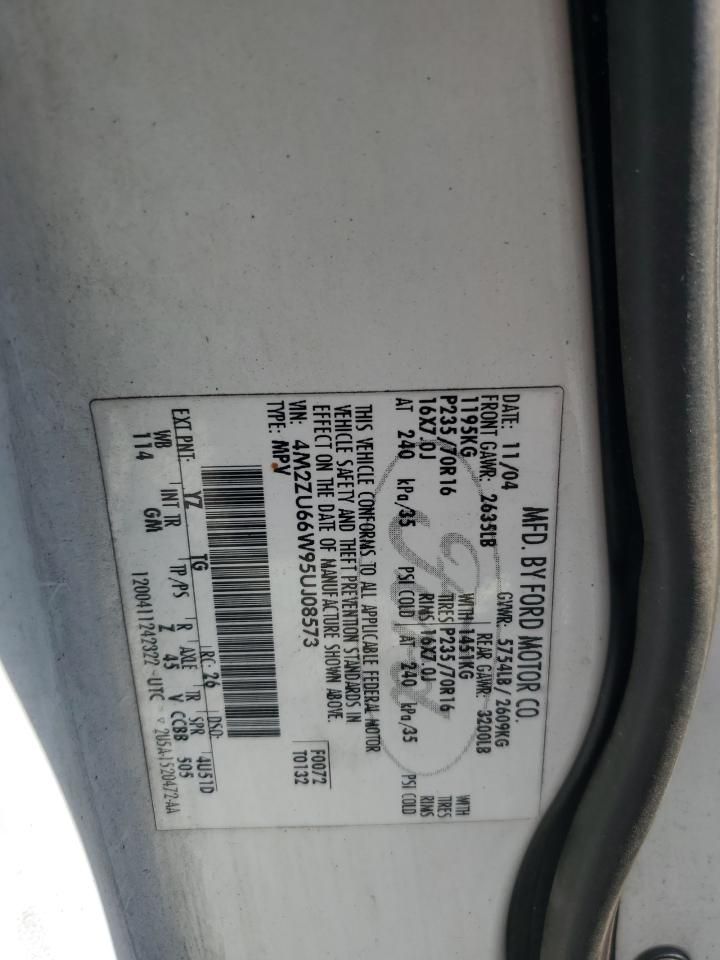 MFD. BY FORD MOTOR CO.
DATE: 11/04 GVWR: 5754LB / 2609KG
FRONT GAWR: 2635LB REAR GAWR: 3200LB
1195KG WITH 1451KG WITH
P235/70R16 TIRES P235/70R16 TIRES
16X7.0J RIMS 16X7.0J RIMS
AT 240 kPa/35 PSI COLD AT 240 kPa/35 PSI COLD
THIS VEHICLE CONFORMS TO ALL APPLICABLE FEDERAL MOTOR
VEHICLE SAFETY AND THEFT PREVENTION STANDARDS IN
EFFECT ON THE DATE OF MANUFACTURE SHOWN ABOVE.
VIN: 4M2ZU66W95UJ08573 F0072
TYPE: MPV T0132
EXT PNT: YZ TG RC: 26 DSO: 4U51D
WB INT TR TP/PS R AXLE TR SPR
114 GM Z 45 V CCBB 505
Ford